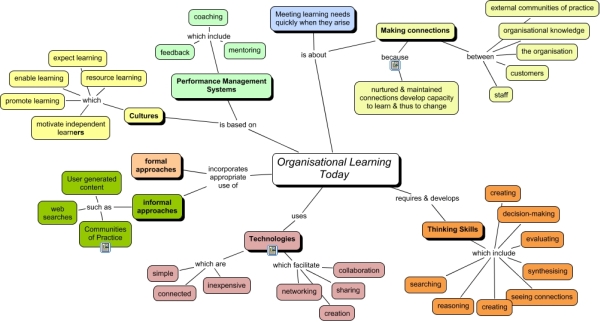 coaching
which include
feedback
mentoring
Performance Management
Systems
Meeting learning needs
quickly when they arise
is about
Making connections
because
nurtured & maintained
connections develop capacity
to learn & thus to change
between
external communities of practice
organisational knowledge
the organisation
customers
staff
expect learning
enable learning
resource learning
promote learning
which
motivate independent
learners
Cultures
is based on
Organisational Learning
Today
formal
approaches
incorporates
appropriate
use of
informal
approaches
User generated
content
such as
web
searches
Communities
of Practice
uses
Technologies
which are
simple
connected
inexpensive
which facilitate
collaboration
sharing
networking
creation
requires & develops
Thinking Skills
which include
creating
decision-making
evaluating
synthesising
seeing connections
creating
reasoning
searching